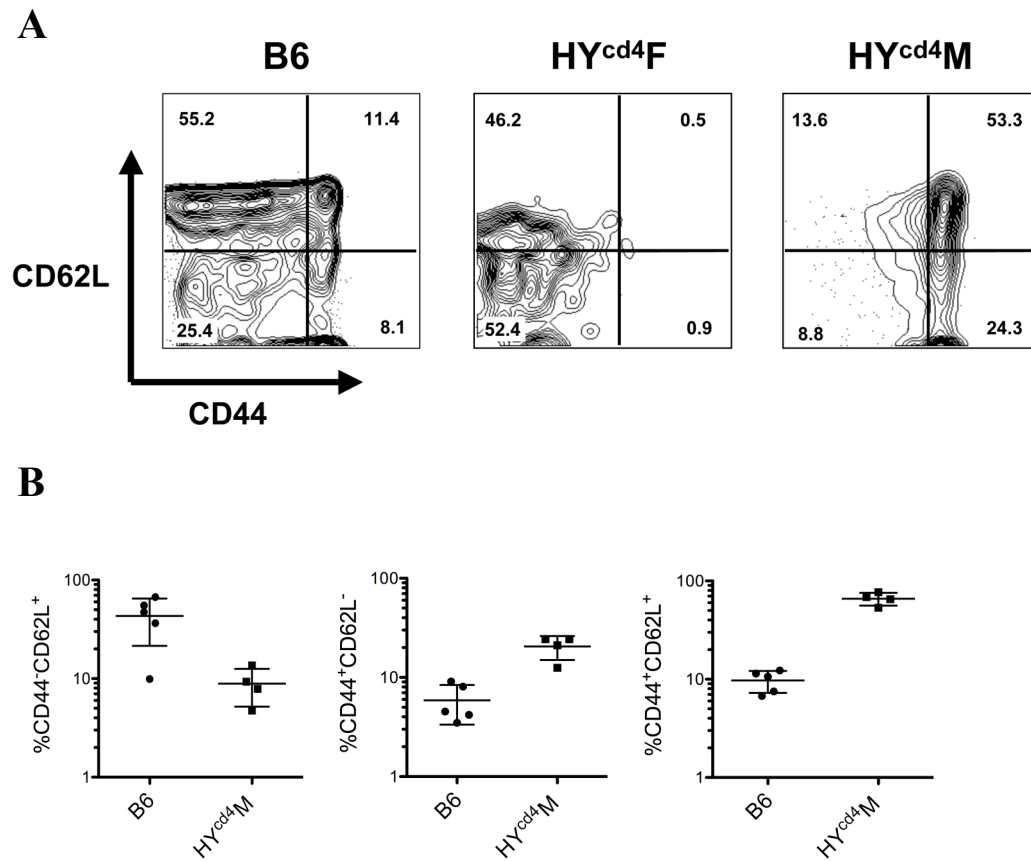 A
B6
HYcd4F
HYcd4M
55.2
11.4
46.2
0.5
13.6
53.3
CD62L
25.4
8.1
52.4
0.9
8.8
24.3
CD44
B
%CD44-CD62L+
100
10
1
B6
HYcd4M
%CD44+CD62L-
100
10
1
B6
HYcd4M
%CD44+CD62L+
100
10
1
B6
HYcd4M